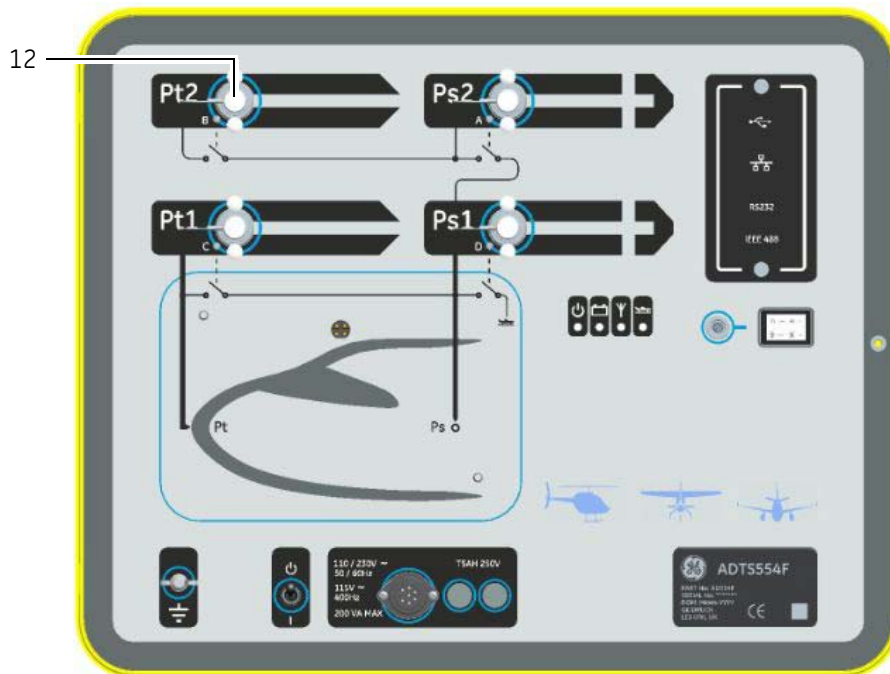 12
Pt2
B
Ps2
A
Pt1
C
Ps1
D
RS232
IEEE 488
Pt
Ps
110 / 230V ~
50 / 60Hz
115V ~
400Hz
200 VA MAX
T5AH 250V
I
GE
ADTS554F
CE